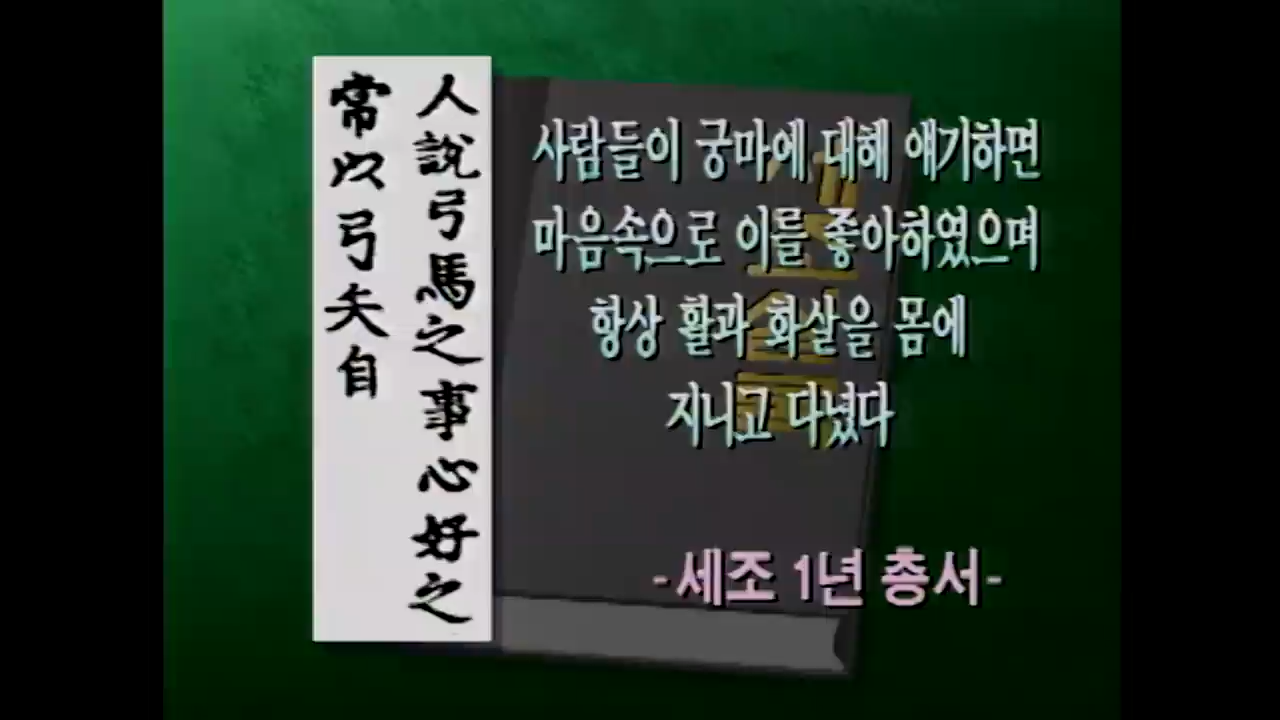 人說弓馬之事心好之
常以弓矢自
사람들이 궁마에 대해 얘기하면
마음속으로 이를 좋아하였으며
항상 활과 화살을 몸에
지니고 다녔다
-세조 1년 총서-